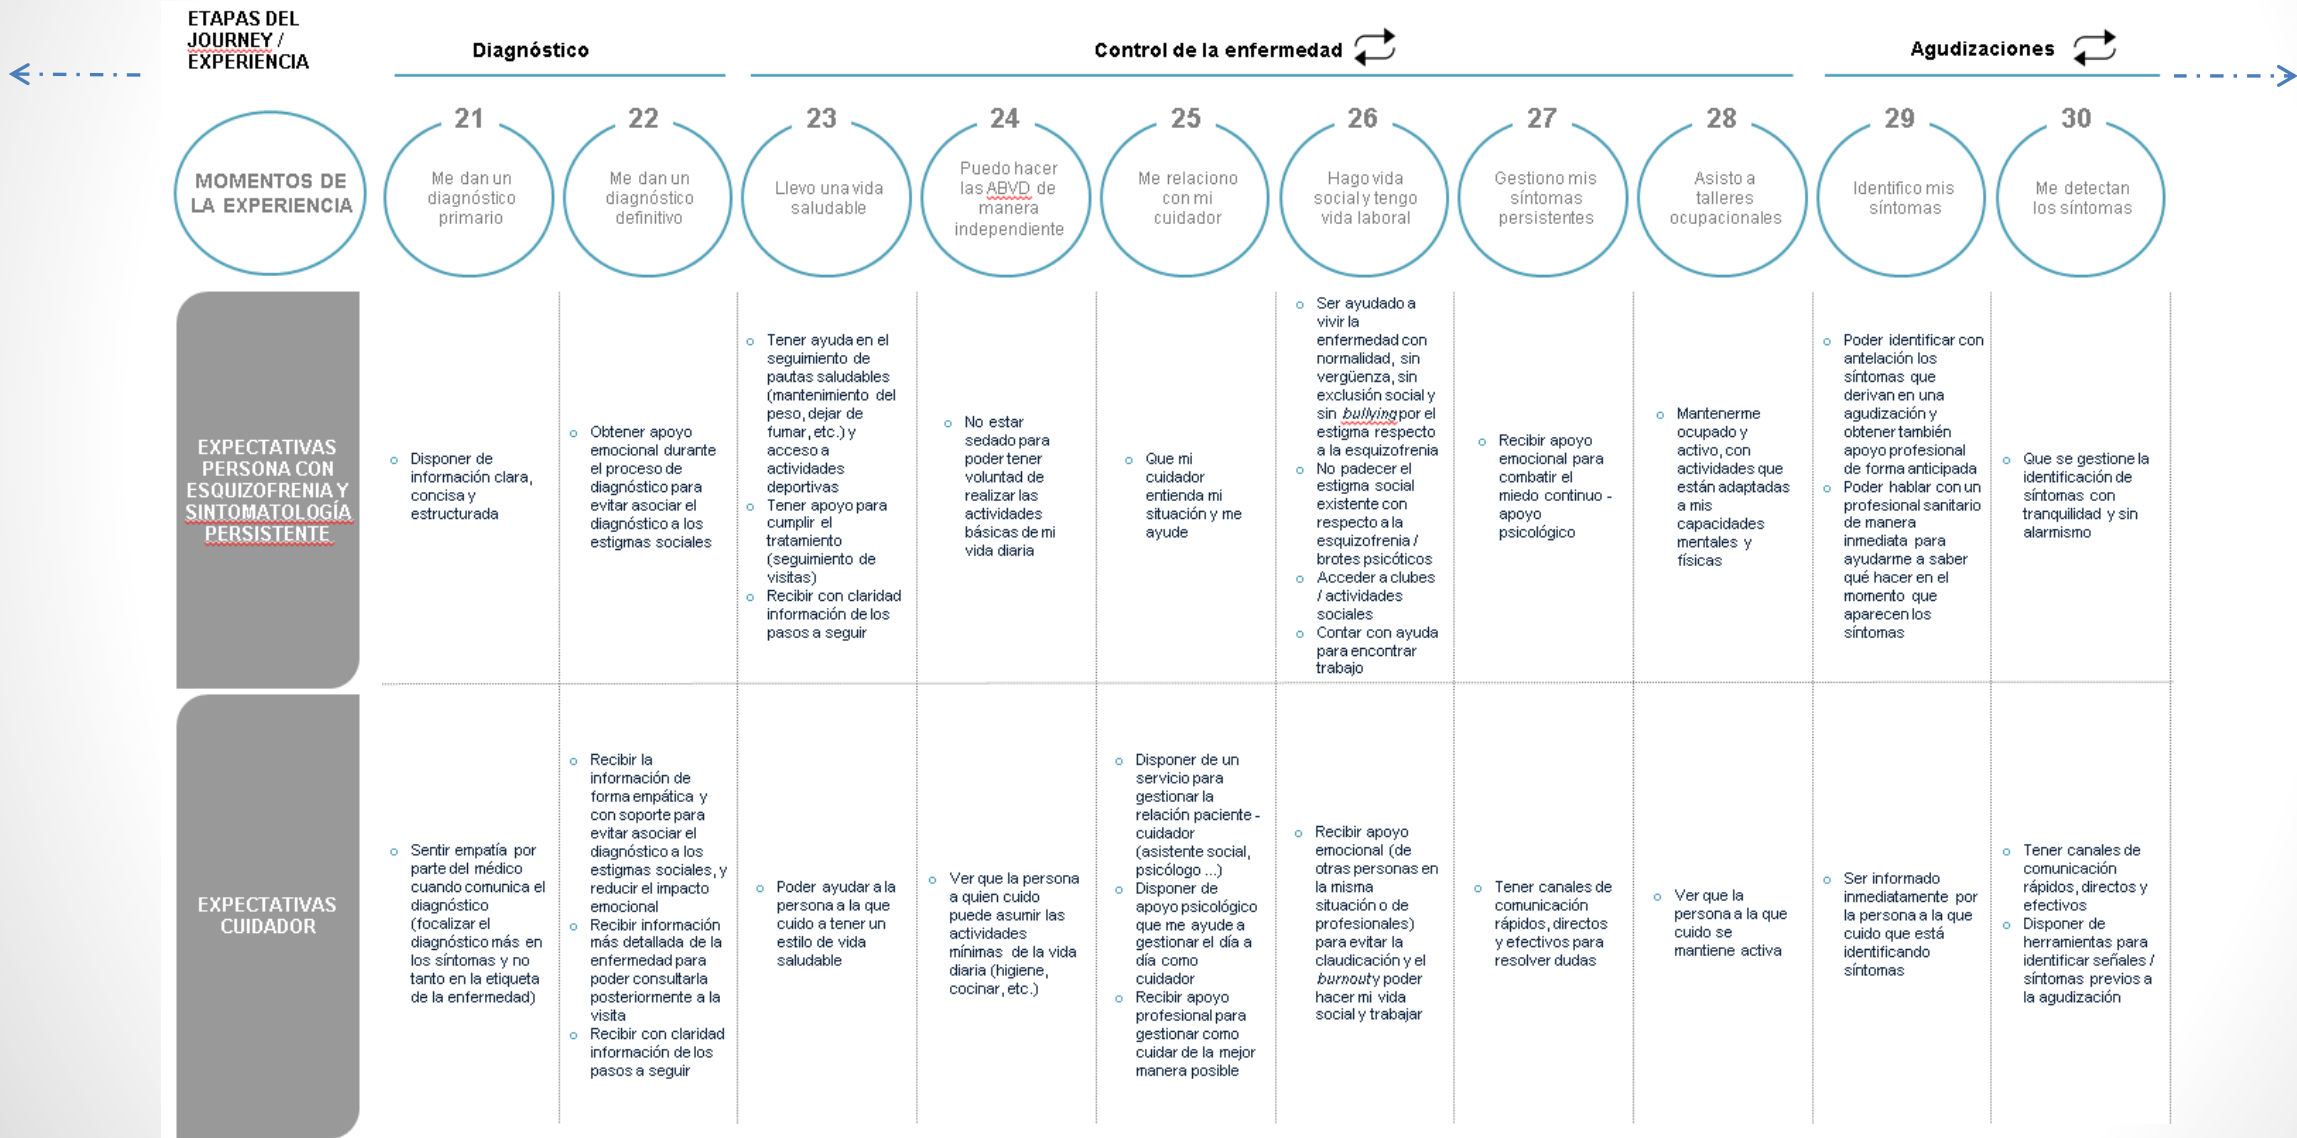 ETAPAS DEL
JOURNEY /
EXPERIENCIA
Diagnóstico
Control de la enfermedad
Agudizaciones
MOMENTOS DE
LA EXPERIENCIA
21
Me dan un
diagnóstico
primario
22
Me dan un
diagnóstico
definitivo
23
Llevo una vida
saludable
24
Puedo hacer
las ABVD de
manera
independiente
25
Me relaciono
con mi
cuidador
26
Hago vida
social y tengo
vida laboral
27
Gestiono mis
síntomas
persistentes
28
Asisto a
talleres
ocupacionales
29
Identifico mis
síntomas
30
Me detectan
los síntomas
EXPECTATIVAS
PERSONA CON
ESQUIZOFRENIA Y
SINTOMATOLOGÍA
PERSISTENTE
Disponer de
información clara,
concisa y
estructurada
Obtener apoyo
emocional durante
el proceso de
diagnóstico para
evitar asociar el
diagnóstico a los
estigmas sociales
Tener ayuda en el
seguimiento de
pautas saludables
(mantenimiento del
peso, dejar de
fumar, etc.) y
acceso a
actividades
deportivas
Tener apoyo para
cumplir el
tratamiento
(seguimiento de
visitas)
Recibir con claridad
información de los
pasos a seguir
No estar
sedado para
poder tener
voluntad de
realizar las
actividades
básicas de mi
vida diaria
Que mi
cuidador
entienda mi
situación y me
ayude
Ser ayudado a
vivir la
enfermedad con
normalidad, sin
vergüenza, sin
exclusión social y
sin bullying por el
estigma respecto
a la esquizofrenia
No padecer el
estigma social
existente con
respecto a la
esquizofrenia /
brotes psicóticos
Acceder a clubes
/ actividades
sociales
Contar con ayuda
para encontrar
trabajo
Recibir apoyo
emocional para
combatir el
miedo continuo -
apoyo
psicológico
Mantenerme
ocupado y
activo, con
actividades que
están adaptadas
a mis
capacidades
mentales y
físicas
Poder identificar con
antelación los
síntomas que
derivan en una
agudización y
obtener también
apoyo profesional
de forma anticipada
Poder hablar con un
profesional sanitario
de manera
inmediata para
ayudarme a saber
qué hacer en el
momento que
aparecen los
síntomas
Que se gestione la
identificación de
síntomas con
tranquilidad y sin
alarmismo
EXPECTATIVAS
CUIDADOR
Sentir empatía por
parte del médico
cuando comunica el
diagnóstico
(focalizar el
diagnóstico más en
los síntomas y no
tanto en la etiqueta
de la enfermedad)
Recibir la
información de
forma empática y
con soporte para
evitar asociar el
diagnóstico a los
estigmas sociales, y
reducir el impacto
emocional
Recibir información
más detallada de la
enfermedad para
poder consultarla
posteriormente a la
visita
Recibir con claridad
información de los
pasos a seguir
Poder ayudar a la
persona a la que
cuido a tener un
estilo de vida
saludable
Ver que la persona
a quien cuido
puede asumir las
actividades
mínimas de la vida
diaria (higiene,
cocinar, etc.)
Disponer de un
servicio para
gestionar la
relación paciente -
cuidador
(asistente social,
psicólogo ...)
Disponer de
apoyo psicológico
que me ayude a
gestionar el día a
día como
cuidador
Recibir apoyo
profesional para
gestionar como
cuidar de la mejor
manera posible
Recibir apoyo
emocional (de
otras personas en
la misma
situación o de
profesionales)
para evitar la
claudicación y el
burnout y poder
hacer mi vida
social y trabajar
Tener canales de
comunicación
rápidos, directos
y efectivos para
resolver dudas
Ver que la
persona a la que
cuido se
mantiene activa
Ser informado
inmediatamente por
la persona a la que
cuido que está
identificando
síntomas
Tener canales de
comunicación
rápidos, directos y
efectivos
Disponer de
herramientas para
identificar señales /
síntomas previos a
la agudización